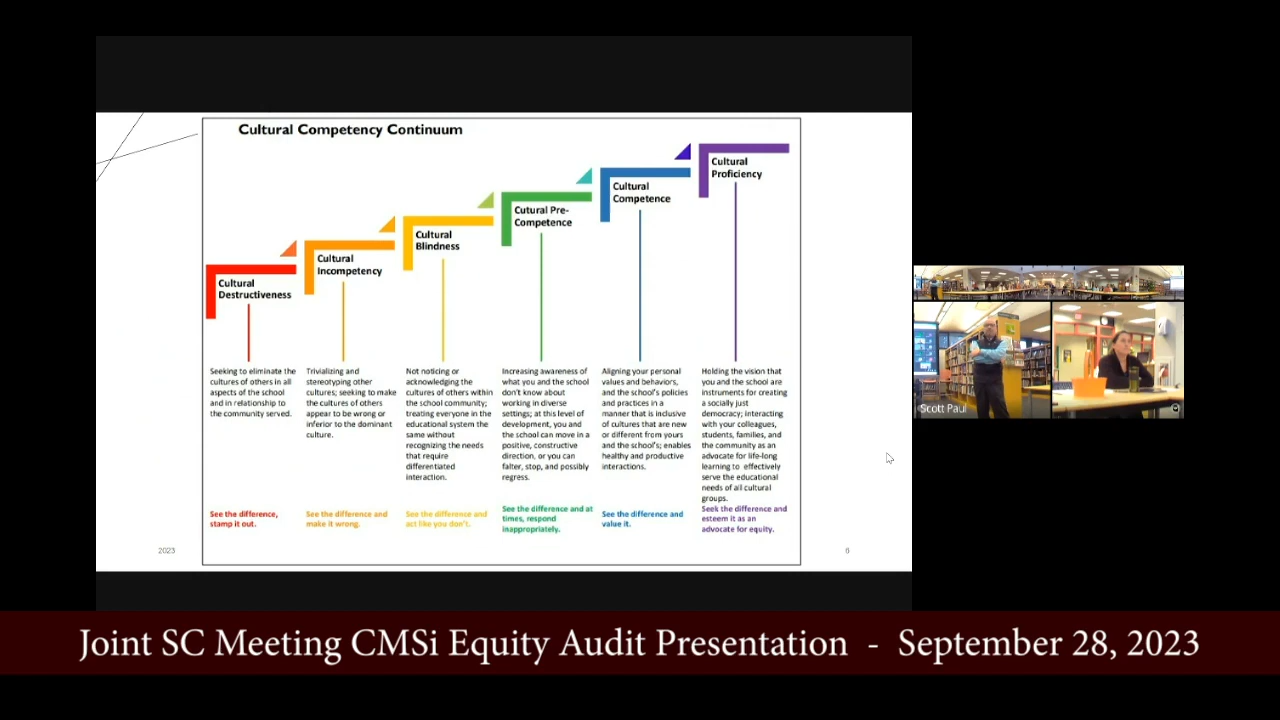 Cultural Competency Continuum
Cultural
Destructiveness
Cultural
Incompetency
Cultural
Blindness
Cutural Pre-
Competence
Cultural
Competence
Cultural
Proficiency
Seeking to eliminate the
cultures of others in all
aspects of the school
and in relationship to
the community served.
See the difference,
stamp it out.
Trivializing and
stereotyping other
cultures; seeking to make
the cultures of others
appear to be wrong or
inferior to the dominant
culture.
See the difference and
make it wrong.
Not noticing or
acknowledging the
cultures of others within
the school community;
treating everyone in the
educational system the
same without
recognizing the needs
that require
differentiated
interaction.
See the difference and
act like you don't.
Increasing awareness of
what you and the school
don't know about
working in diverse
settings; at this level of
development, you and
the school can move in a
positive, constructive
direction, or you can
falter, stop, and possibly
regress.
See the difference and at
times, respond
inappropriately.
Aligning your personal
values and behaviors,
and the school's policies
and practices in a
manner that is inclusive
of cultures that are new
or different from yours
and the school's; enables
healthy and productive
interactions.
See the difference and
value it.
Holding the vision that
you and the school are
instruments for creating
a socially just
democracy; interacting
with your colleagues,
students, families, and
the community as an
advocate for life-long
learning to effectively
serve the educational
needs of all cultural
groups.
Seek the difference and
esteem it as an
advocate for equity.
2023
6
Scott Paul
Joint SC Meeting CMSi Equity Audit Presentation - September 28, 2023